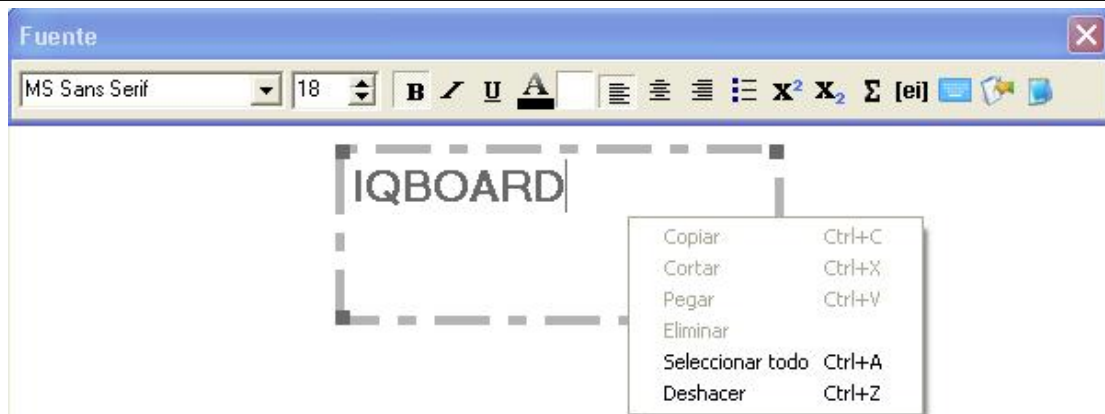 Fuente
MS Sans Serif 18 B I U A X² X₂ Σ [ei]
IQBOARD
Copiar Ctrl+C
Cortar Ctrl+X
Pegar Ctrl+V
Eliminar
Seleccionar todo Ctrl+A
Deshacer Ctrl+Z